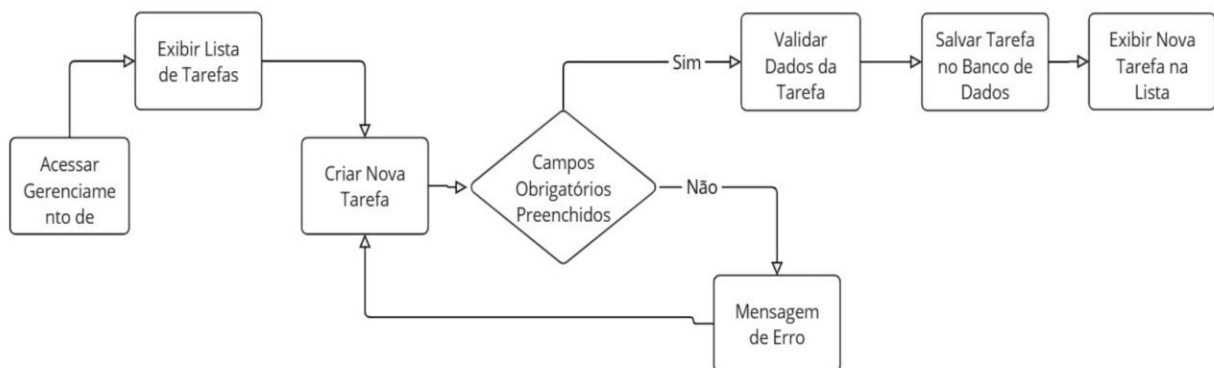 Acessar
Gerenciame
nto de
Exibir Lista
de Tarefas
Criar Nova
Tarefa
Campos
Obrigatórios
Preenchidos
Sim
Validar
Dados da
Tarefa
Salvar Tarefa
no Banco de
Dados
Exibir Nova
Tarefa na
Lista
Não
Mensagem
de Erro